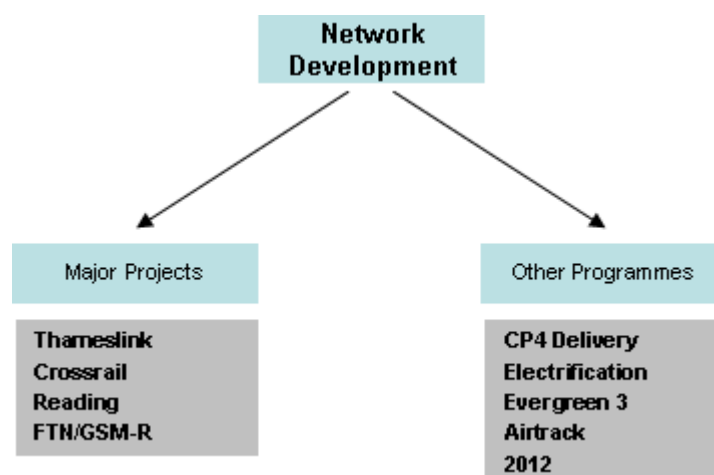 Network
Development
Major Projects
Other Programmes
Thameslink
Crossrail
Reading
FTN/GSM-R
CP4 Delivery
Electrification
Evergreen 3
Airtrack
2012